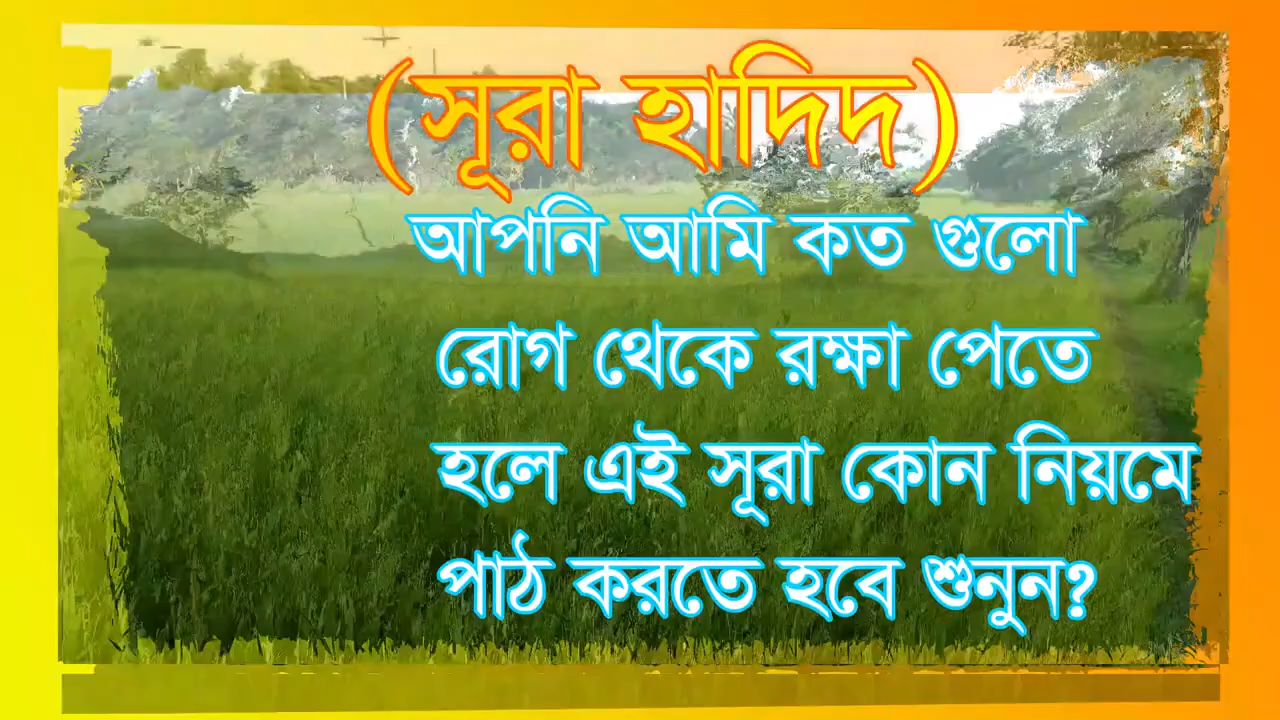 (সূরা হাদিদ)
আপনি আমি কত গুলো
রোগ থেকে রক্ষা পেতে
হলে এই সূরা কোন নিয়মে
পাঠ করতে হবে শুনুন?